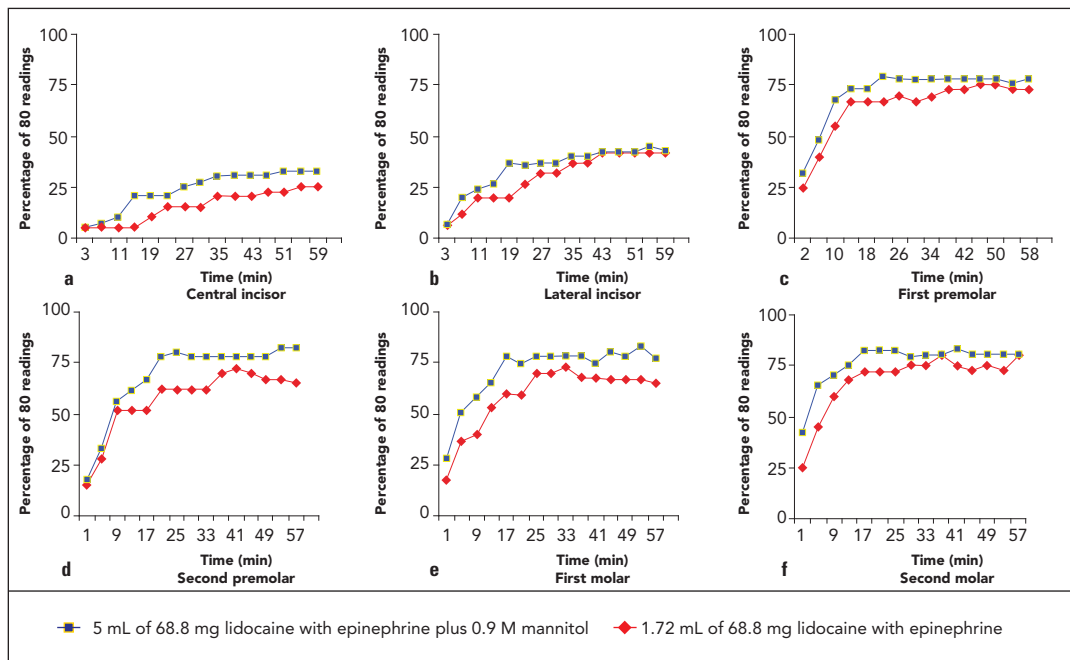 Percentage of 80 readings
100
75
50
25
0
3 11 19 27 35 43 51 59
Time (min)
a
Central incisor
Percentage of 80 readings
100
75
50
25
0
3 11 19 27 35 43 51 59
Time (min)
b
Lateral incisor
Percentage of 80 readings
100
75
50
25
0
2 10 18 26 34 42 50 58
Time (min)
c
First premolar
Percentage of 80 readings
100
75
50
25
0
1 9 17 25 33 41 49 57
Time (min)
d
Second premolar
Percentage of 80 readings
100
75
50
25
0
1 9 17 25 33 41 49 57
Time (min)
e
First molar
Percentage of 80 readings
100
75
50
25
0
1 9 17 25 33 41 49 57
Time (min)
f
Second molar
5 mL of 68.8 mg lidocaine with epinephrine plus 0.9 M mannitol
1.72 mL of 68.8 mg lidocaine with epinephrine